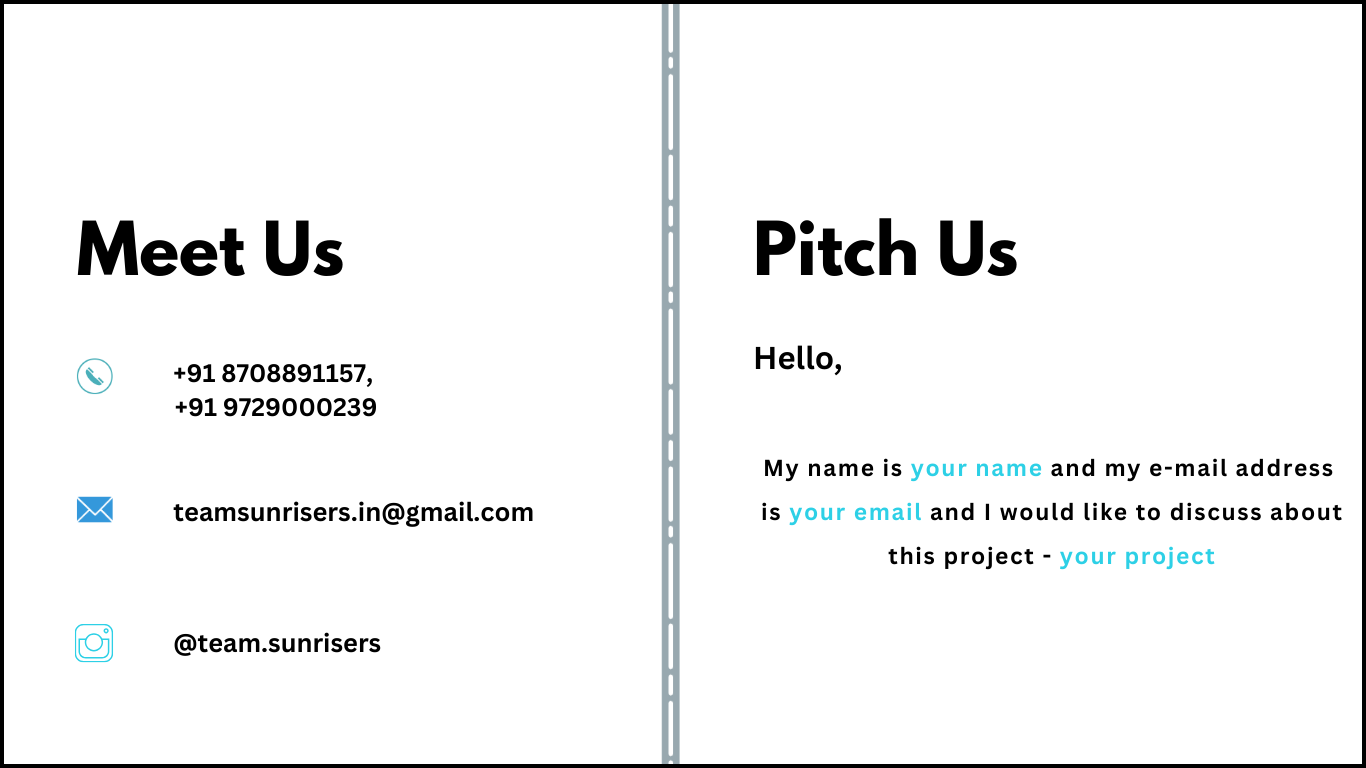 Meet Us
+91 8708891157,
+91 9729000239
teamsunrisers.in@gmail.com
@team.sunrisers
Pitch Us
Hello,
My name is your name and my e-mail address
is your email and I would like to discuss about
this project - your project